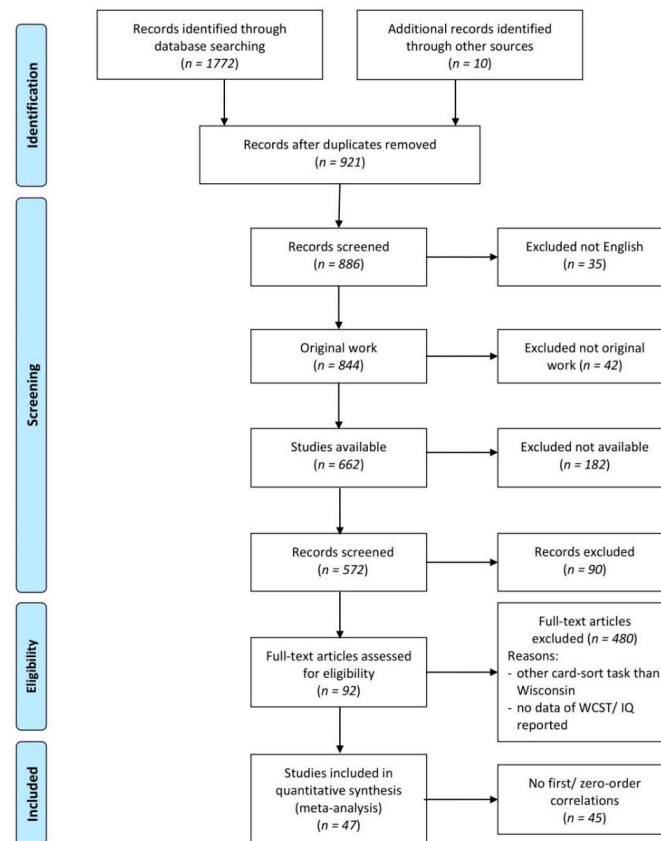 Records identified through
database searching
(n = 1772)
Additional records identified
through other sources
(n = 10)
Identification
Records after duplicates removed
(n = 921)
Screening
Records screened
(n = 886)
Excluded not English
(n = 35)
Original work
(n = 844)
Excluded not original
work (n = 42)
Studies available
(n = 662)
Excluded not available
(n = 182)
Records screened
(n = 572)
Records excluded
(n = 90)
Eligibility
Full-text articles assessed
for eligibility
(n = 92)
Full-text articles
excluded (n = 480)
Reasons:
- other card-sort task than
Wisconsin
- no data of WCST/ IQ
reported
Included
Studies included in
quantitative synthesis
(meta-analysis)
(n = 47)
No first/ zero-order
correlations
(n = 45)